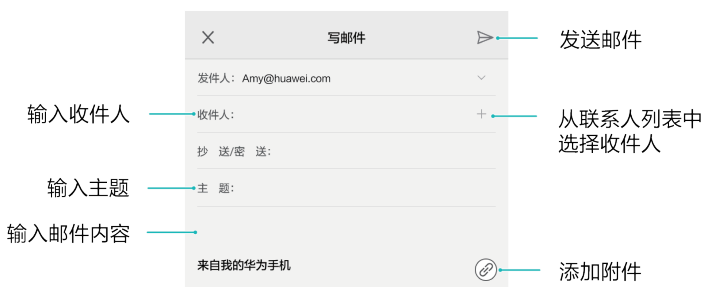 写邮件
发送邮件
发件人：Amy@huawei.com
输入收件人
收件人：
从联系人列表中
选择收件人
抄 送/密 送：
输入主题
主 题：
输入邮件内容
来自我的华为手机
添加附件